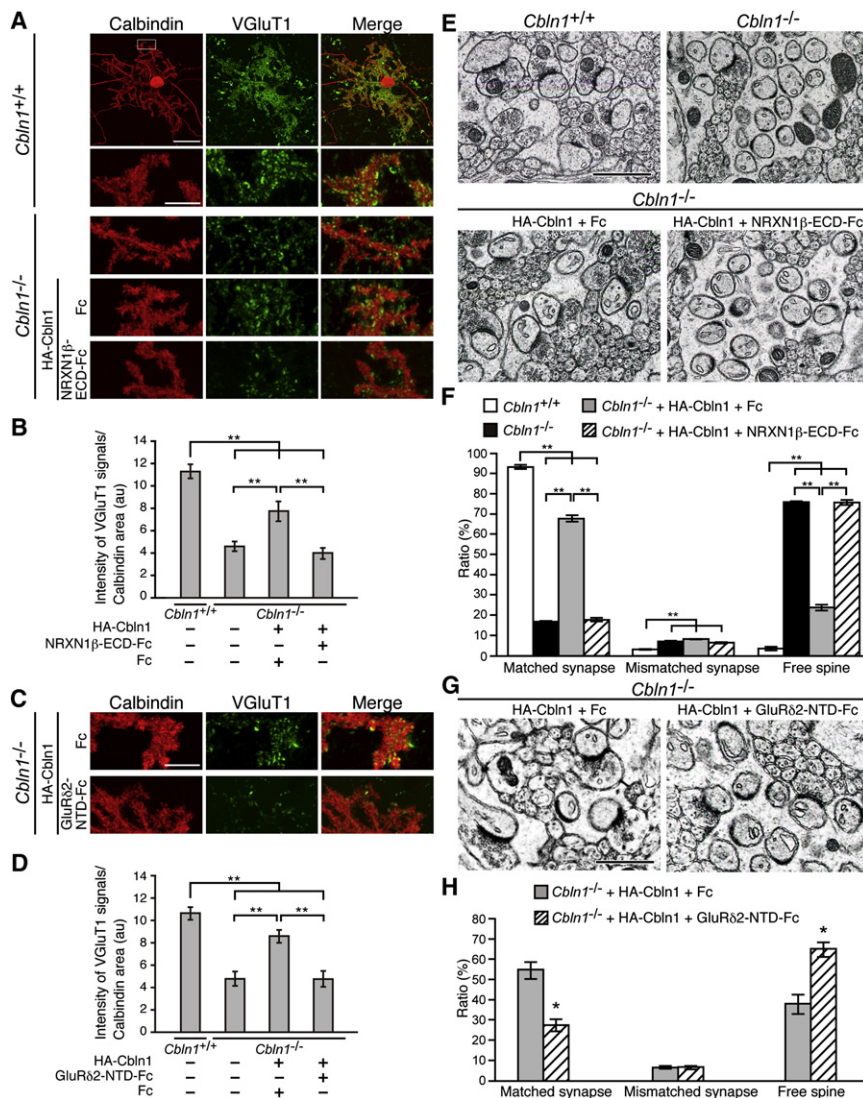 A
Calbindin
VGluT1
Merge
Cbln1+/+
Cbln1-/-
HA-Cbln1
Fc
NRXN1β-
ECD-Fc
B
Intensity of VGluT1 signals/
Calbindin area (au)
14
12
10
8
6
4
2
0
**
**
**
Cbln1+/+
Cbln1-/-
HA-Cbln1 − − + +
NRXN1β-ECD-Fc − − − +
Fc − − + −
C
Calbindin
VGluT1
Merge
Cbln1-/-
HA-Cbln1
Fc
GluRδ2-
NTD-Fc
D
Intensity of VGluT1 signals/
Calbindin area (au)
14
12
10
8
6
4
2
0
**
**
**
Cbln1+/+
Cbln1-/-
HA-Cbln1 − − + +
GluRδ2-NTD-Fc − − − +
Fc − − + −
E
Cbln1+/+
Cbln1-/-
Cbln1-/-
HA-Cbln1 + Fc
HA-Cbln1 + NRXN1β-ECD-Fc
F
Cbln1+/+
Cbln1-/- + HA-Cbln1 + Fc
Cbln1-/-
Cbln1-/- + HA-Cbln1 + NRXN1β-ECD-Fc
Ratio (%)
100
90
80
70
60
50
40
30
20
10
0
**
**
**
**
**
**
**
Matched synapse
Mismatched synapse
Free spine
G
Cbln1-/-
HA-Cbln1 + Fc
HA-Cbln1 + GluRδ2-NTD-Fc
H
Cbln1-/- + HA-Cbln1 + Fc
Cbln1-/- + HA-Cbln1 + GluRδ2-NTD-Fc
Ratio (%)
80
70
60
50
40
30
20
10
0
*
*
Matched synapse
Mismatched synapse
Free spine